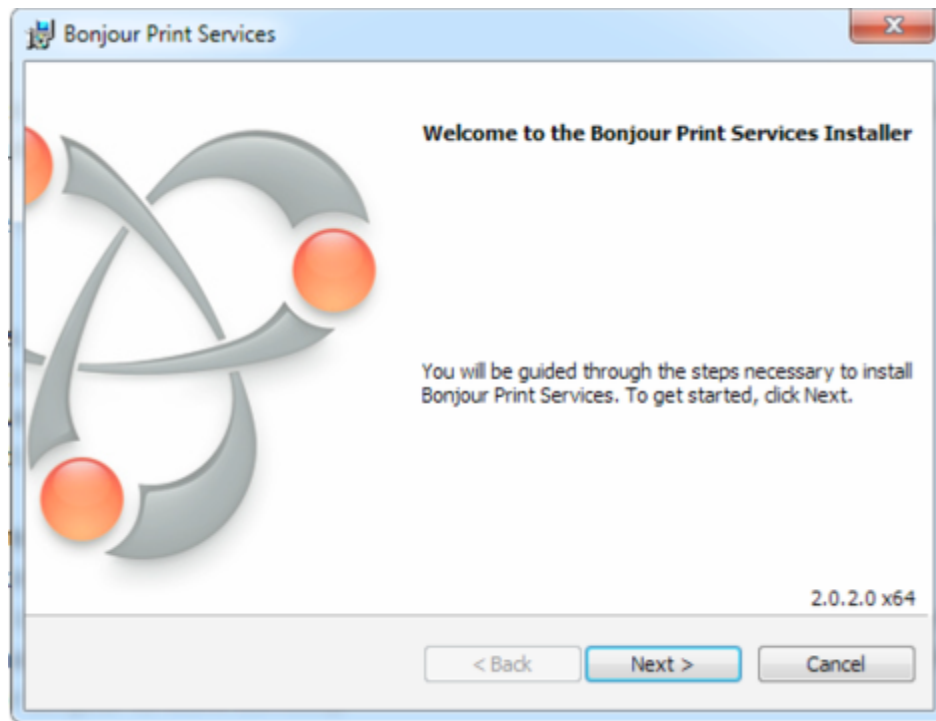 Bonjour Print Services
Welcome to the Bonjour Print Services Installer
You will be guided through the steps necessary to install
Bonjour Print Services. To get started, click Next.
2.0.2.0 x64
< Back
Next >
Cancel